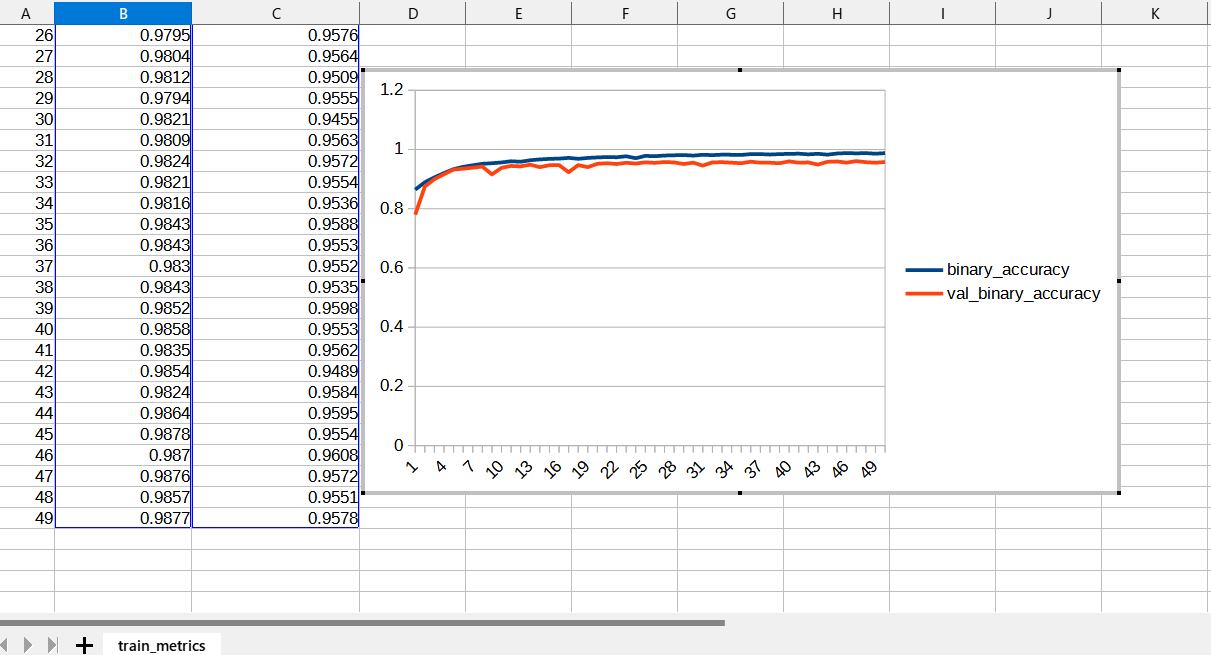 A B C D E F G H I J K
26 0.9795 0.9576
27 0.9804 0.9564
28 0.9812 0.9509
29 0.9794 0.9555
30 0.9821 0.9455
31 0.9809 0.9563
32 0.9824 0.9572
33 0.9821 0.9554
34 0.9816 0.9536
35 0.9843 0.9588
36 0.9843 0.9553
37 0.983 0.9552
38 0.9843 0.9535
39 0.9852 0.9598
40 0.9858 0.9553
41 0.9835 0.9562
42 0.9854 0.9489
43 0.9824 0.9584
44 0.9864 0.9595
45 0.9878 0.9554
46 0.987 0.9608
47 0.9876 0.9572
48 0.9857 0.9551
49 0.9877 0.9578
1.2
1
0.8
0.6
0.4
0.2
0
1 4 7 10 13 16 19 22 25 28 31 34 37 40 43 46 49
binary_accuracy
val_binary_accuracy
train_metrics